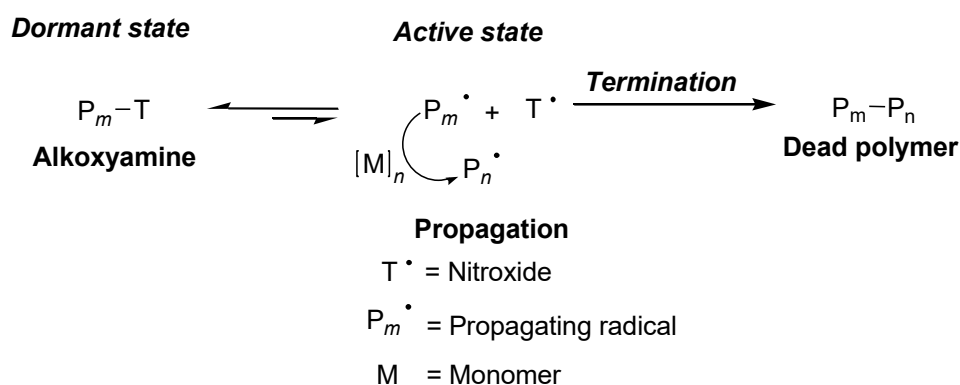 Dormant state Active state
Termination
Pm–T Pm• + T• Pm–Pn
Alkoxyamine Dead polymer
[M]n Pn•
Propagation
T• = Nitroxide
Pm• = Propagating radical
M = Monomer